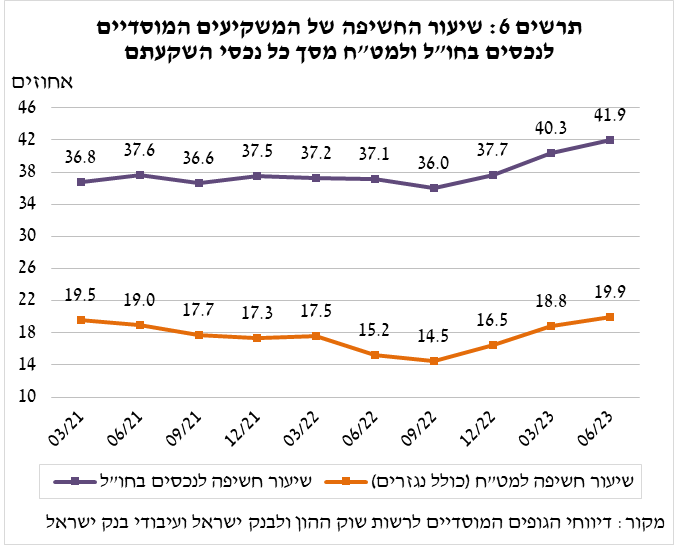 תרשים 6: שיעור החשיפה של המשקיעים המוסדיים
לנכסים בחו״ל ולמט״ח מסך כל נכסי השקעתם
אחוזים
46
42
38
34
30
26
22
18
14
10
36.8 37.6 36.6 37.5 37.2 37.1 36.0 37.7 40.3 41.9
19.5 19.0 17.7 17.3 17.5 15.2 14.5 16.5 18.8 19.9
03/21 06/21 09/21 12/21 03/22 06/22 09/22 12/22 03/23 06/23
שיעור חשיפה למט״ח (כולל נגזרים) שיעור חשיפה לנכסים בחו״ל
מקור: דיווחי הגופים המוסדיים לרשות שוק ההון ולבנק ישראל ועיבודי בנק ישראל